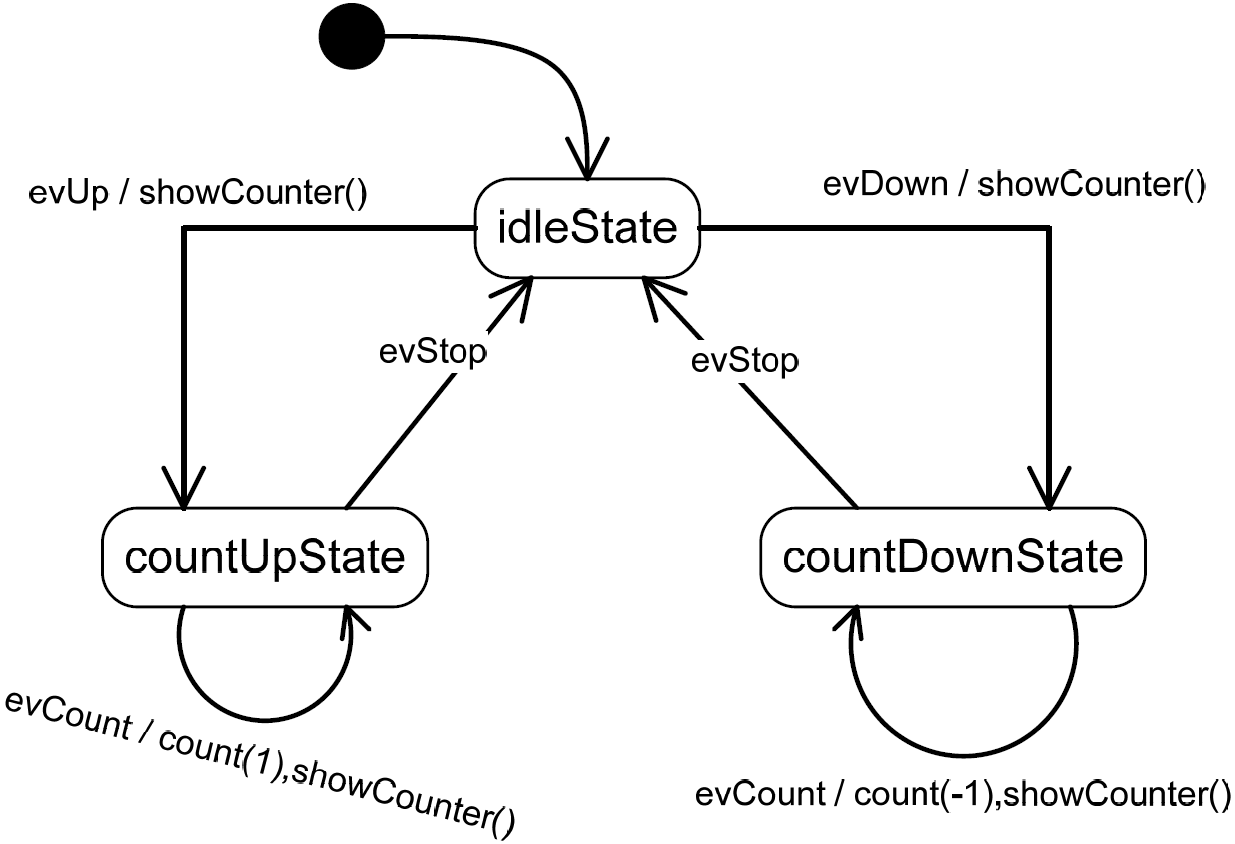 evUp / showCounter()
evDown / showCounter()
idleState
evStop
evStop
countUpState
countDownState
evCount / count(1),showCounter()
evCount / count(-1),showCounter()